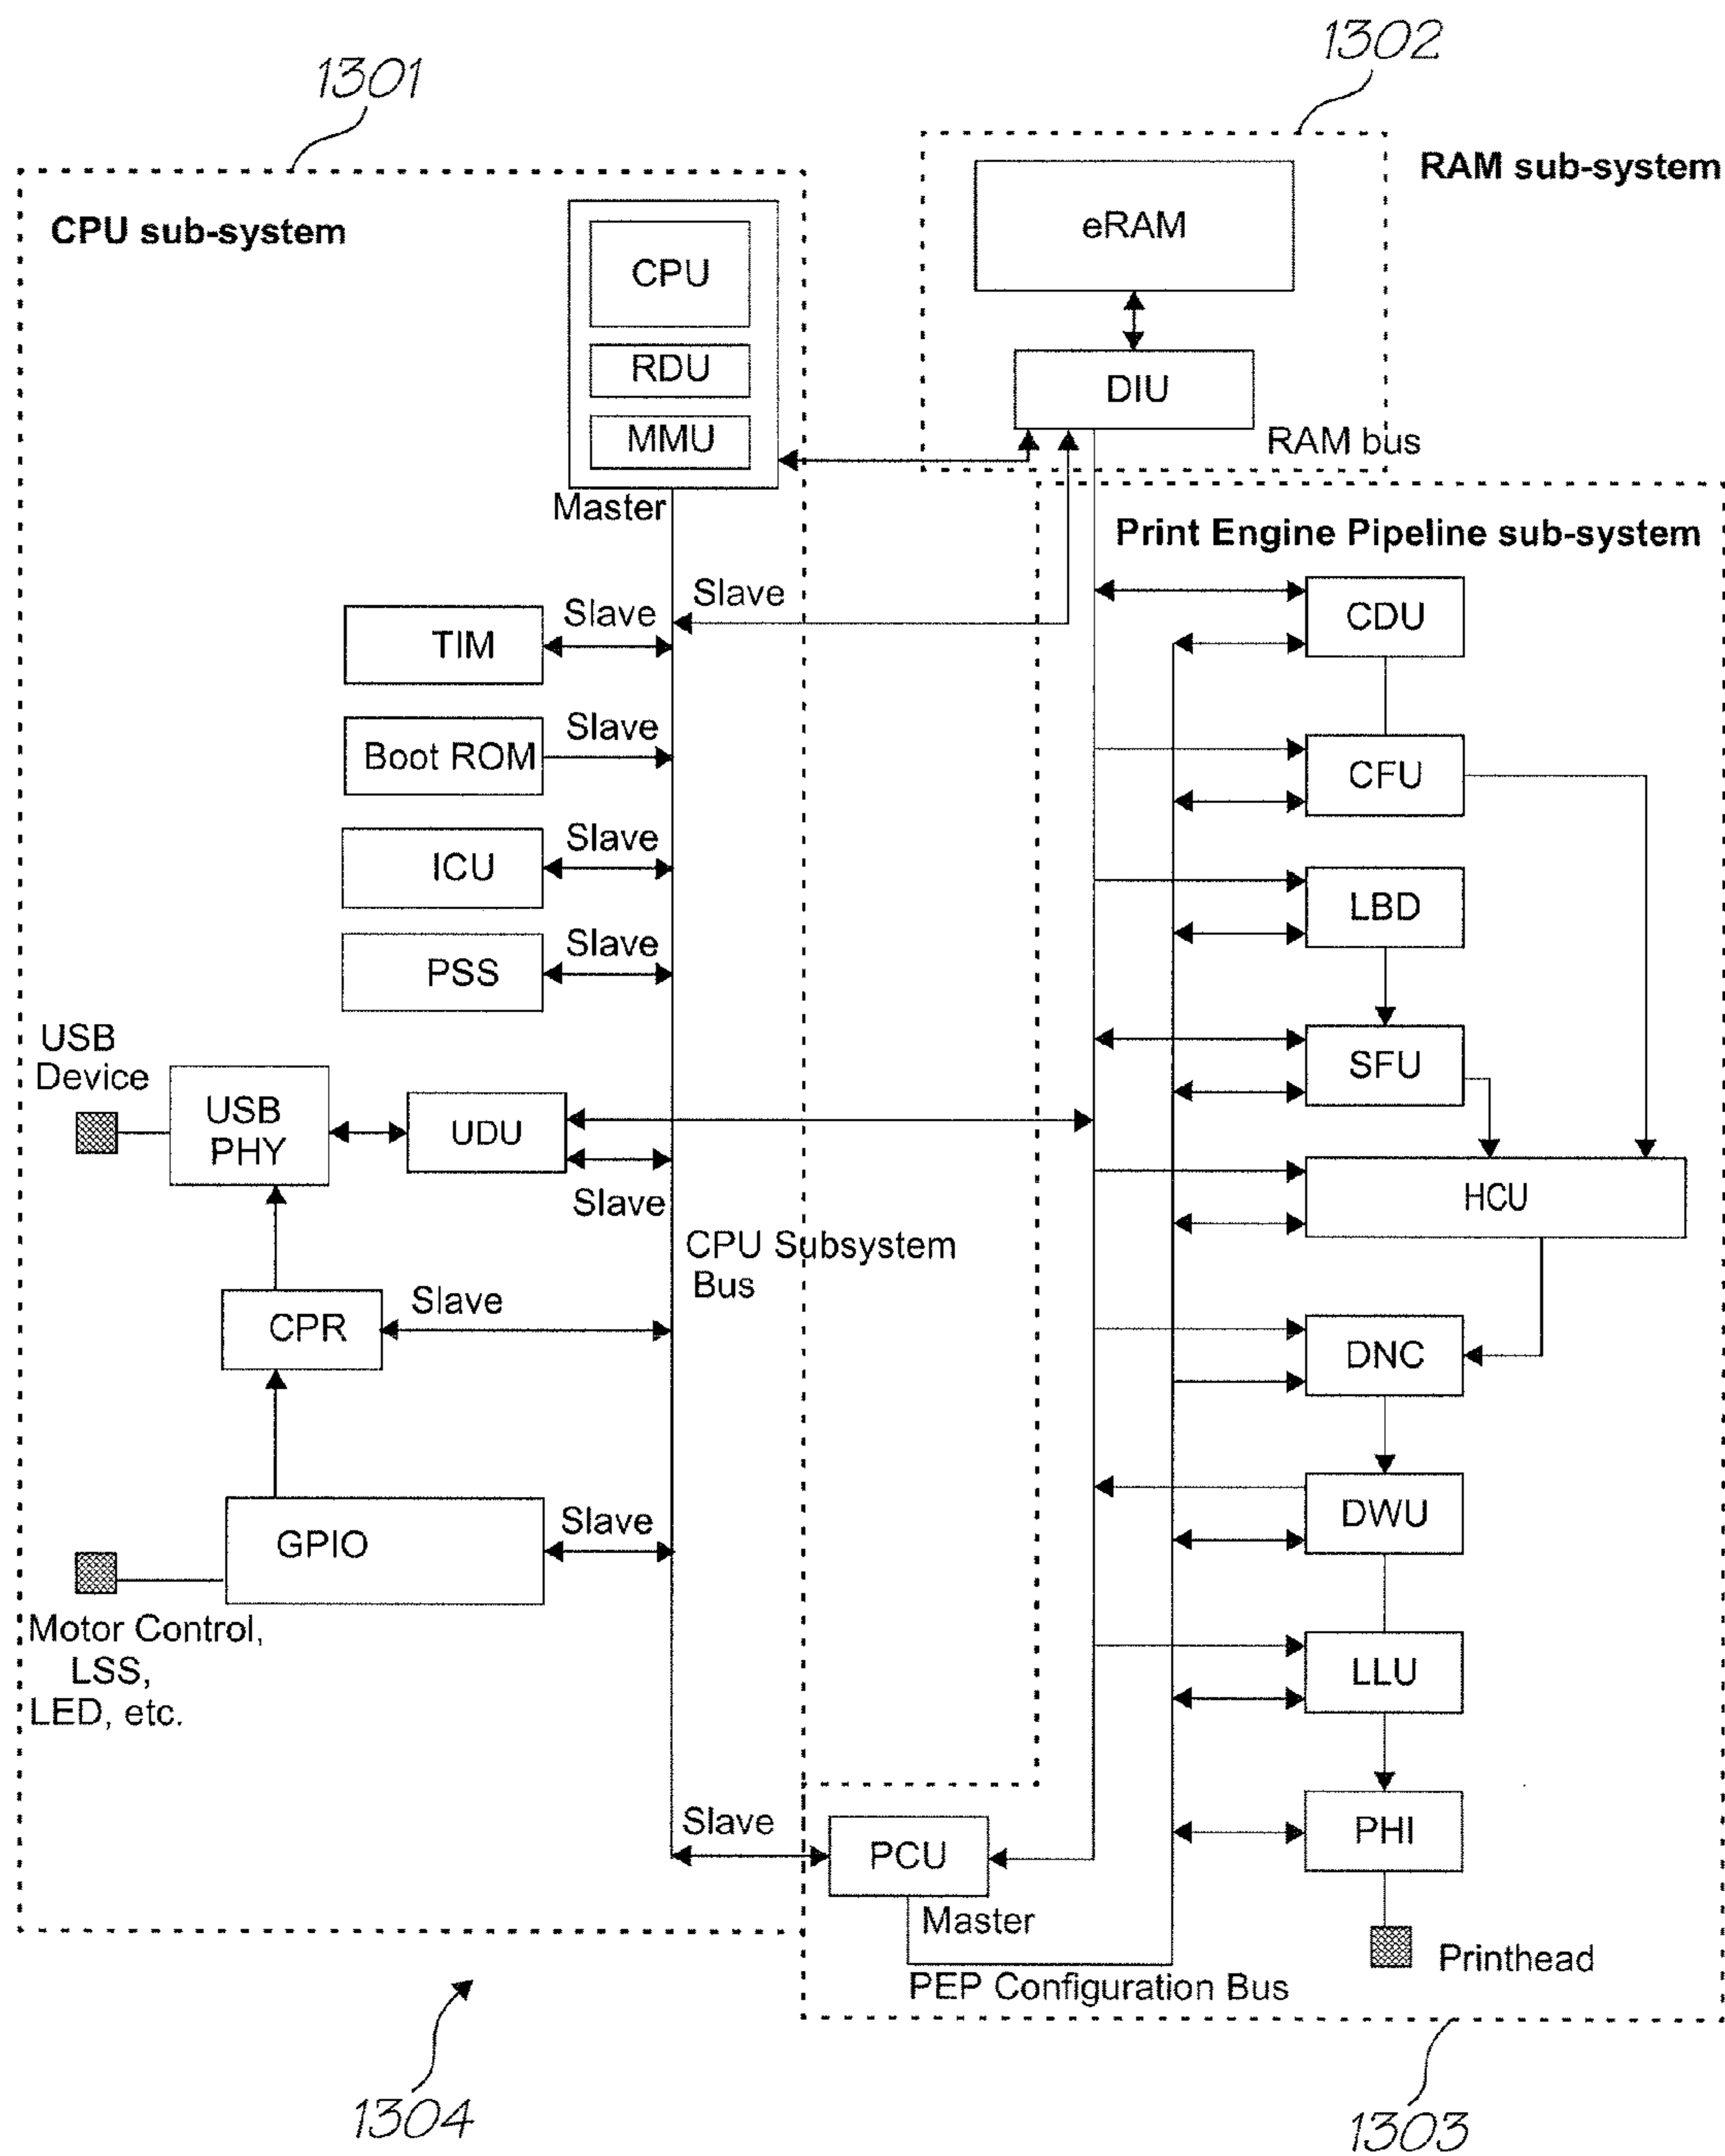 1301
1302
RAM sub-system
CPU sub-system
CPU
RDU
MMU
Master
eRAM
DIU
RAM bus
Print Engine Pipeline sub-system
Slave
TIM
Slave
Boot ROM
Slave
ICU
Slave
PSS
Slave
USB
Device
USB
PHY
UDU
Slave
CPU Subsystem
Bus
CPR
Slave
GPIO
Slave
Motor Control,
LSS,
LED, etc.
CDU
CFU
LBD
SFU
HCU
DNC
DWU
LLU
PHI
Printhead
Slave
PCU
Master
PEP Configuration Bus
1304
1303